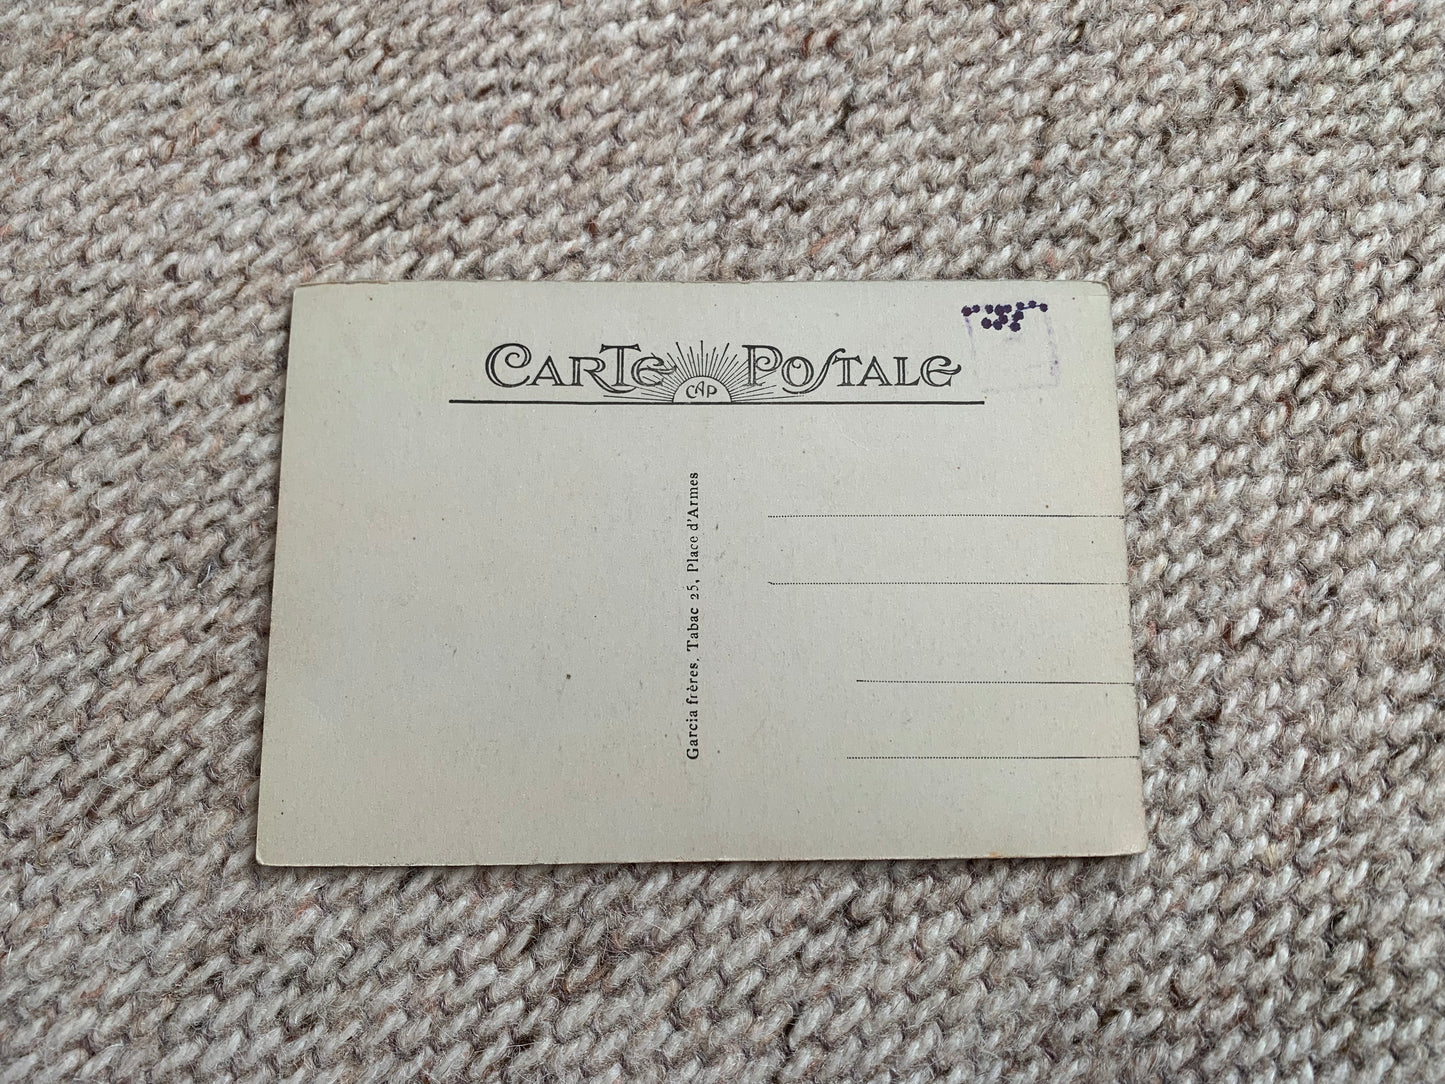 CARTE POSTALE
CAP
Garcia frères, Tabac 25, Place d'Armes